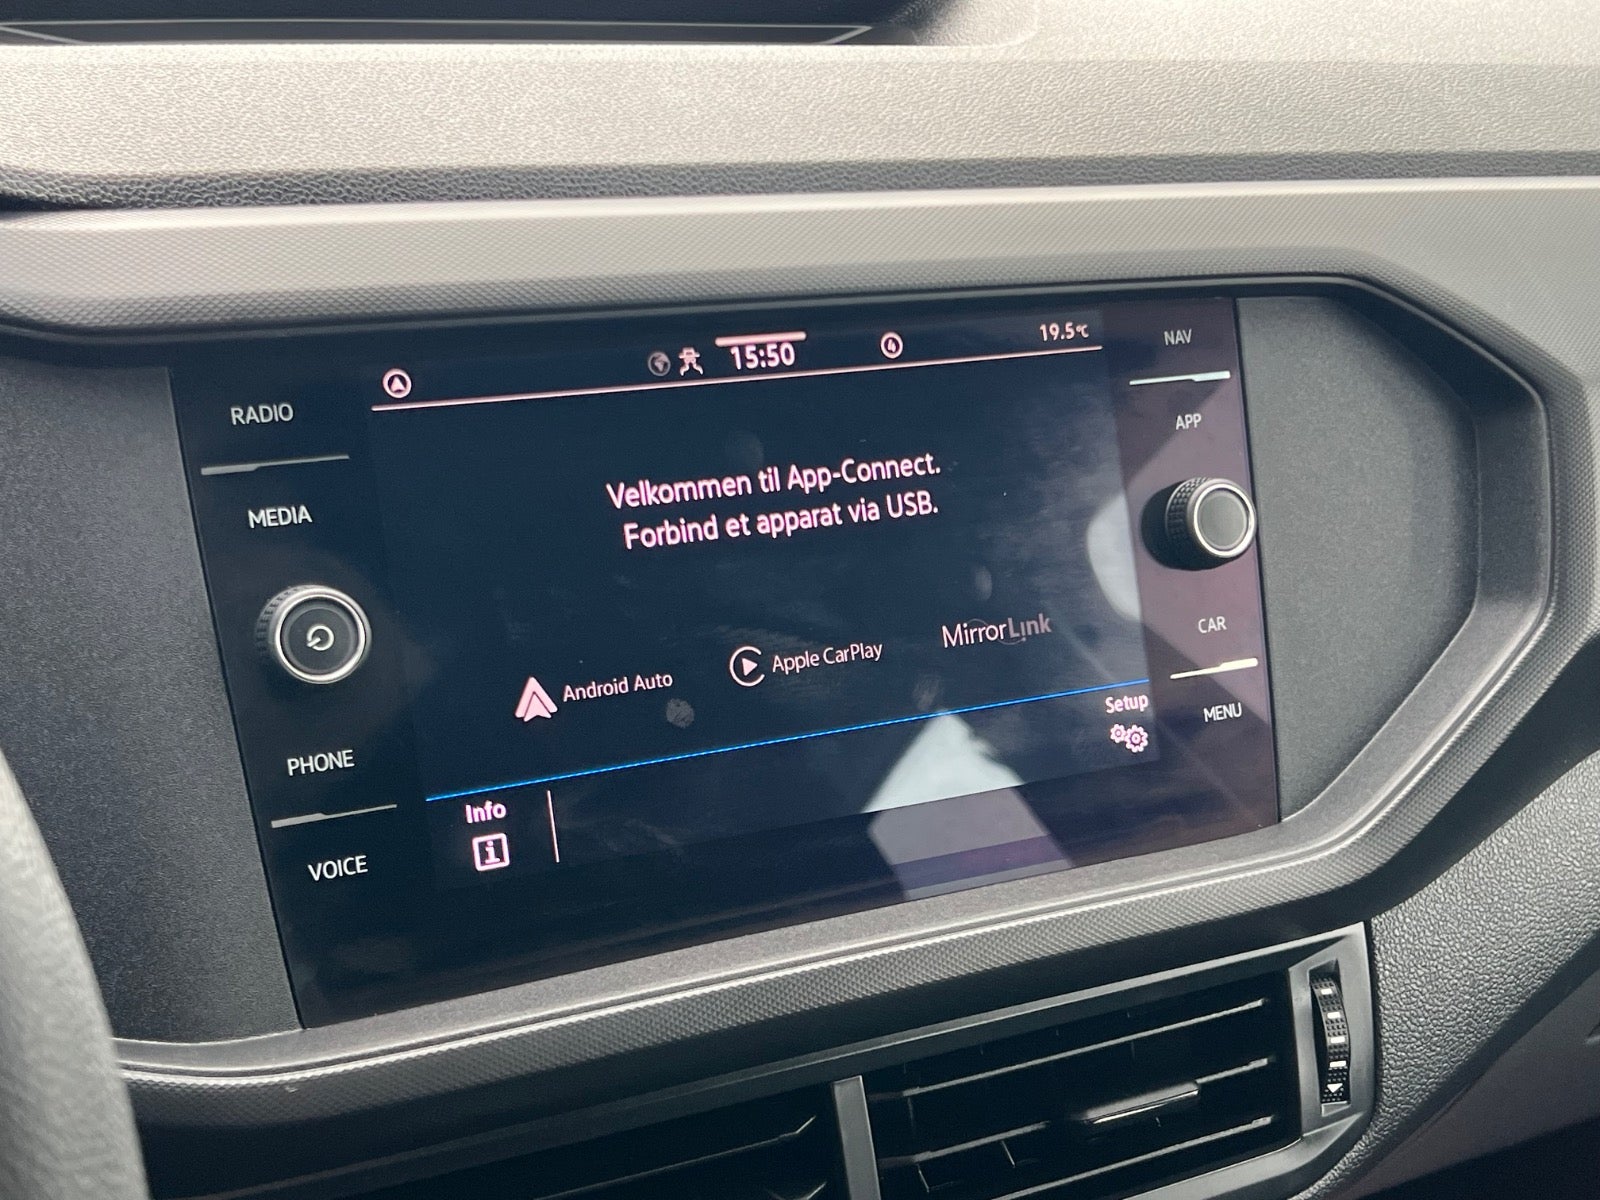 15:50
4
19.5°C
RADIO
MEDIA
PHONE
VOICE
Velkommen til App-Connect.
Forbind et apparat via USB.
Android Auto
Apple CarPlay
MirrorLink
Info
i
Setup
NAV
APP
CAR
MENU